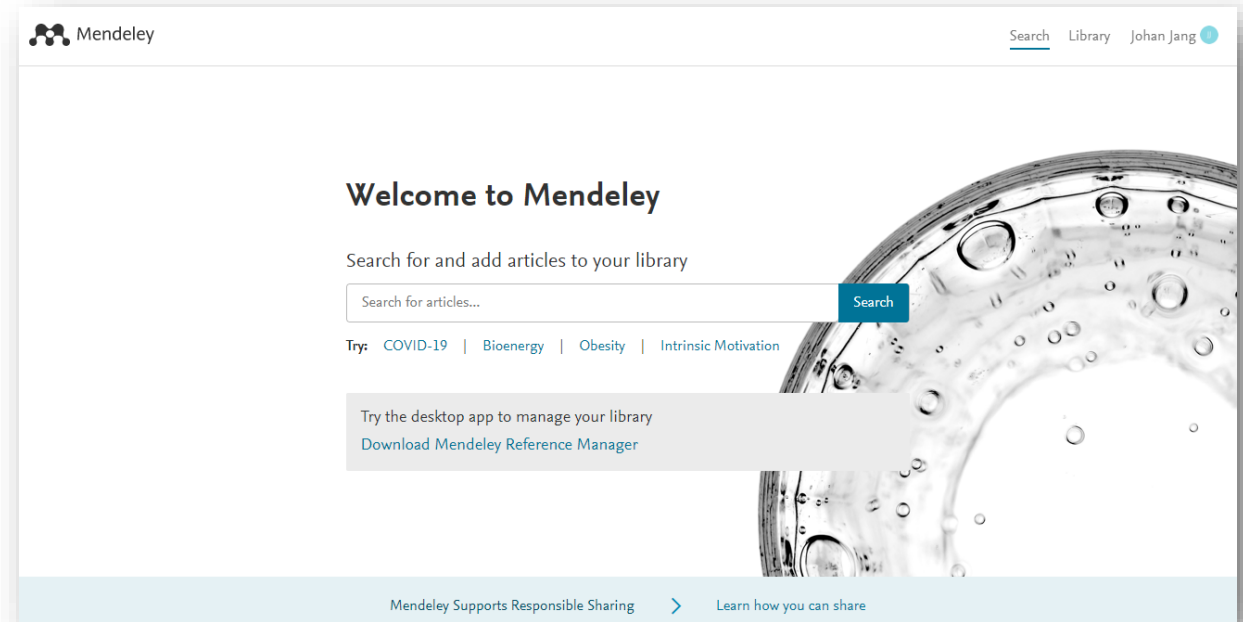 Mendeley
Search Library Johan Jang
Welcome to Mendeley
Search for and add articles to your library
Search for articles... Search
Try: COVID-19 | Bioenergy | Obesity | Intrinsic Motivation
Try the desktop app to manage your library
Download Mendeley Reference Manager
Mendeley Supports Responsible Sharing > Learn how you can share